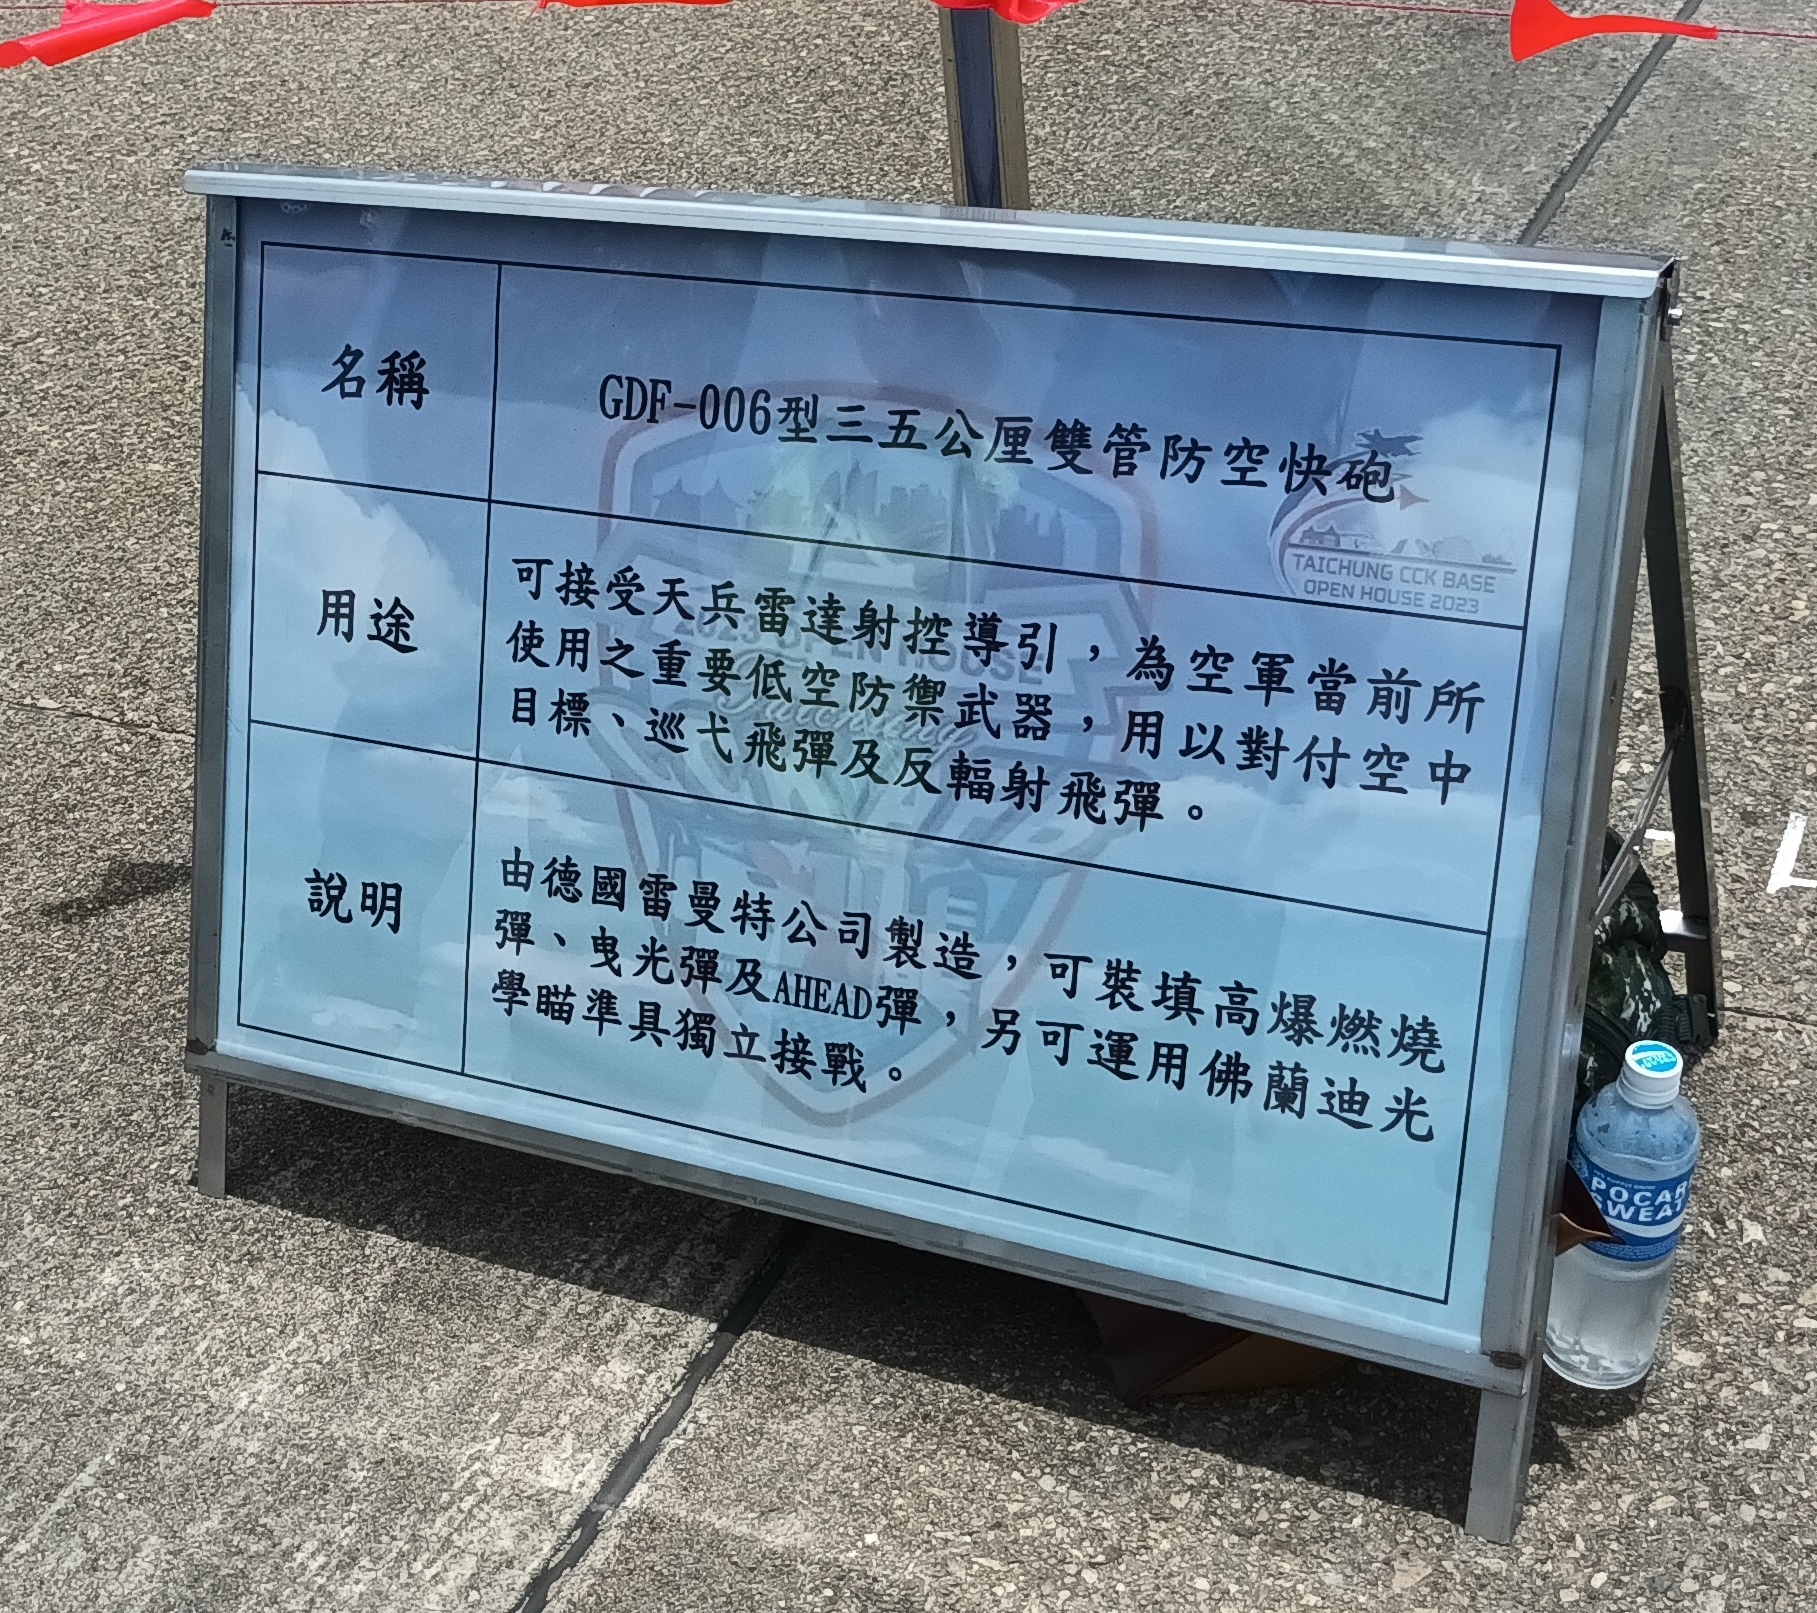 名稱
GDF-006型三五公厘雙管防空快砲
TAICHUNG CCK BASE
OPEN HOUSE 2023
用途
可接受天兵雷達射控導引，為空軍當前所
使用之重要低空防禦武器，用以對付空中
目標、巡弋飛彈及反輻射飛彈。
2023 OPEN HOUSE
Taichung
說明
由德國雷曼特公司製造，可裝填高爆燃燒
彈、曳光彈及AHEAD彈，另可運用佛蘭迪光
學瞄準具獨立接戰。
POCAR
SWEAT